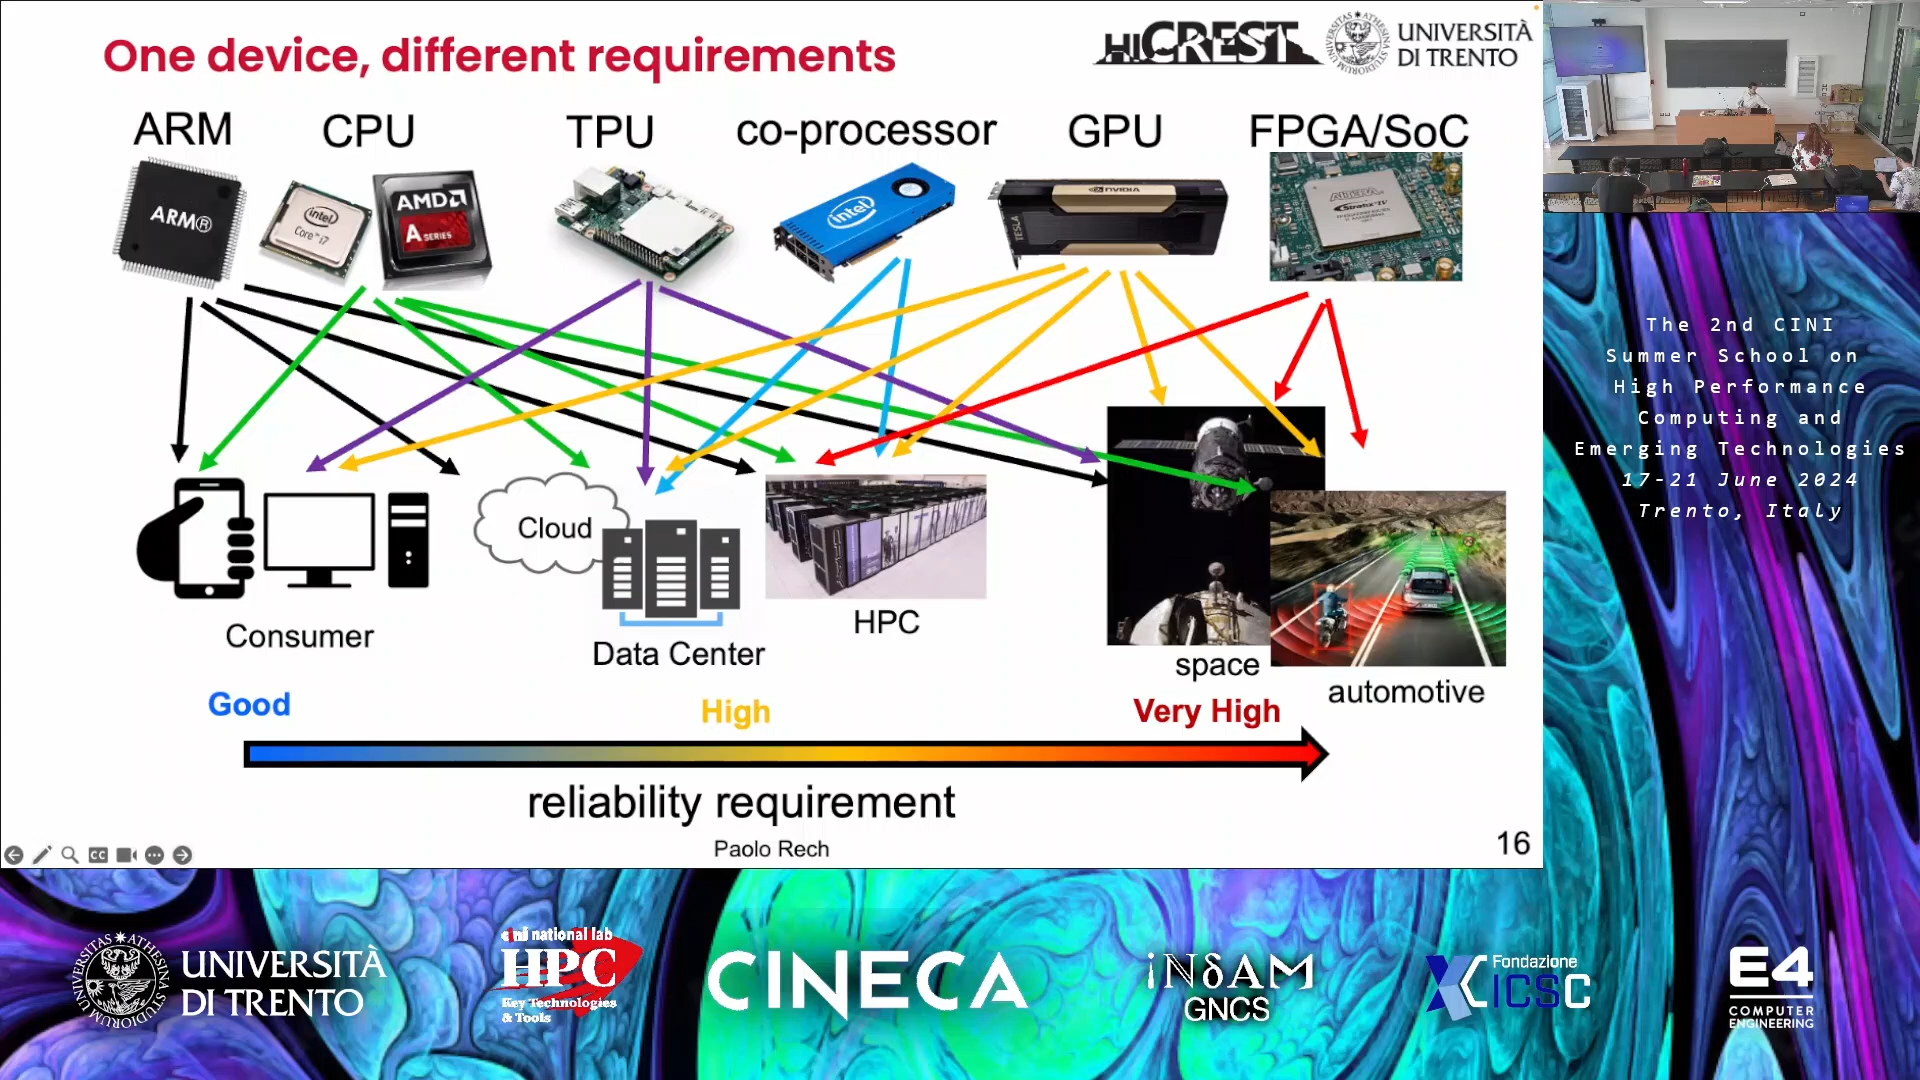 One device, different requirements
HiCREST
UNIVERSITÀ
DI TRENTO
ARM
CPU
TPU
co-processor
GPU
FPGA/SoC
ARM®
intel
Core™ i7
AMD
A SERIES
intel
NVIDIA
TESLA
ALTERA
Stratix IV
Cloud
Consumer
Data Center
HPC
space
automotive
Good
High
Very High
reliability requirement
Paolo Rech
16
CC
The 2nd CINI
Summer School on
High Performance
Computing and
Emerging Technologies
17-21 June 2024
Trento, Italy
UNIVERSITÀ
DI TRENTO
cini national lab
HPC
Key Technologies
& Tools
CINECA
iNδAM
GNCS
Fondazione
ICSC
E4
COMPUTER
ENGINEERING